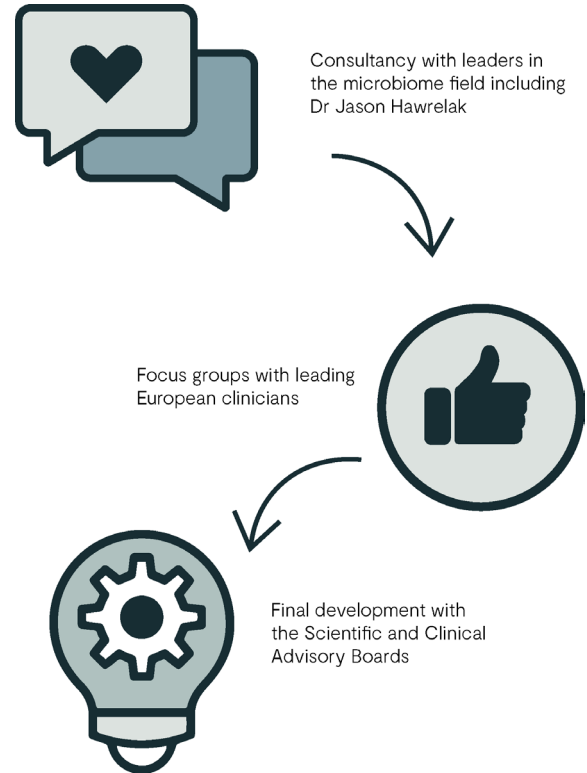 Consultancy with leaders in
the microbiome field including
Dr Jason Hawrelak
Focus groups with leading
European clinicians
Final development with
the Scientific and Clinical
Advisory Boards